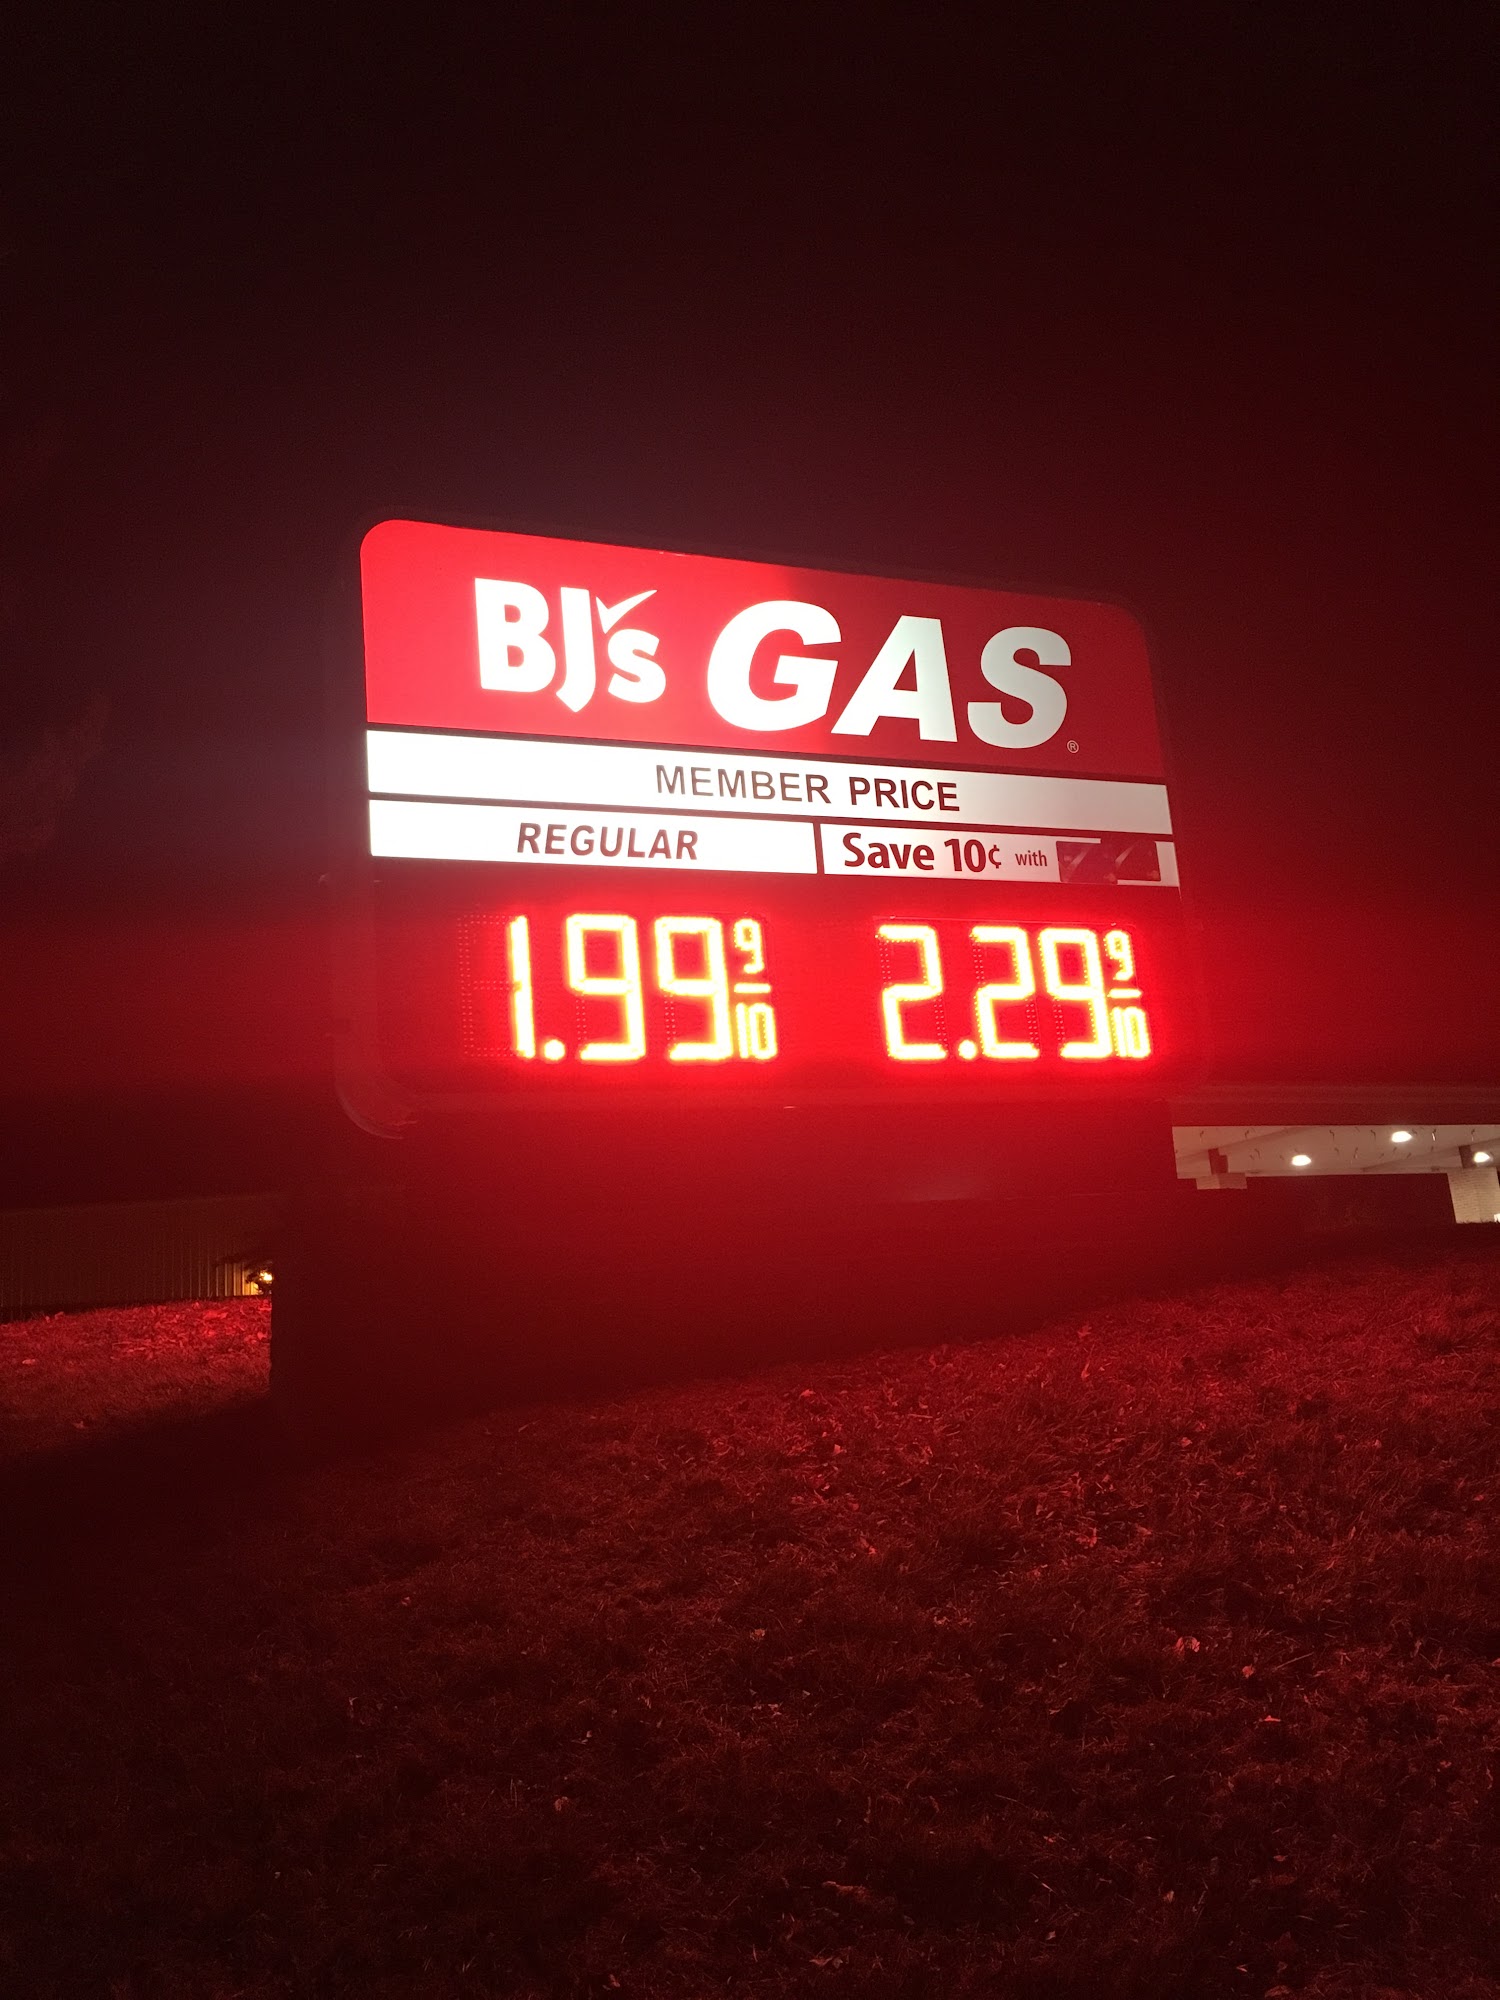 BJ's GAS®
MEMBER PRICE
REGULAR
Save 10¢ with
1.99 9/10
2.29 9/10